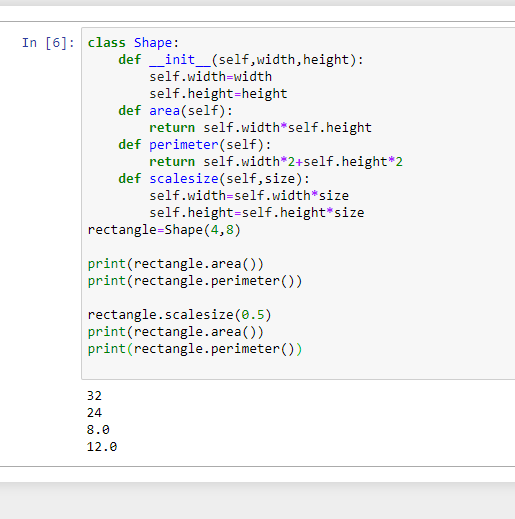 In [6]: class Shape:
    def __init__(self,width,height):
        self.width=width
        self.height=height
    def area(self):
        return self.width*self.height
    def perimeter(self):
        return self.width*2+self.height*2
    def scalesize(self,size):
        self.width=self.width*size
        self.height=self.height*size
rectangle=Shape(4,8)

print(rectangle.area())
print(rectangle.perimeter())

rectangle.scalesize(0.5)
print(rectangle.area())
print(rectangle.perimeter())

32
24
8.0
12.0